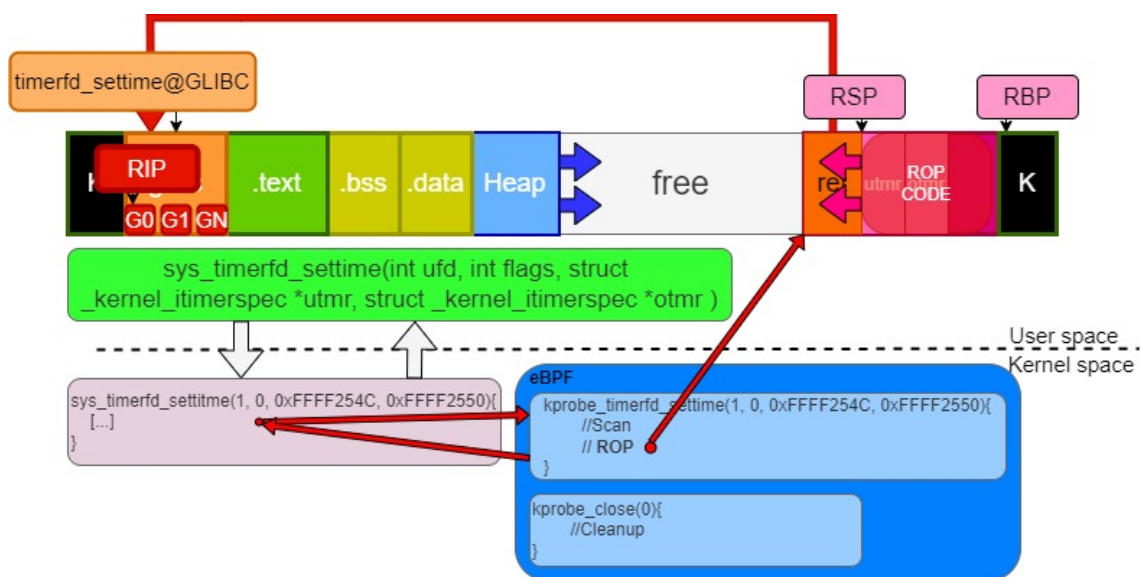 timerfd_settime@GLIBC
RSP
RBP
RIP
.text
.bss
.data
Heap
free
utmr
ROP
CODE
K
G0
G1
GN
sys_timerfd_settime(int ufd, int flags, struct
_kernel_itimerspec *utmr, struct _kernel_itimerspec *otmr )
User space
Kernel space
eBPF
sys_timerfd_settitme(1, 0, 0xFFFF254C, 0xFFFF2550){
[...]
}
kprobe_timerfd_settime(1, 0, 0xFFFF254C, 0xFFFF2550){
//Scan
// ROP
}
kprobe_close(0){
//Cleanup
}